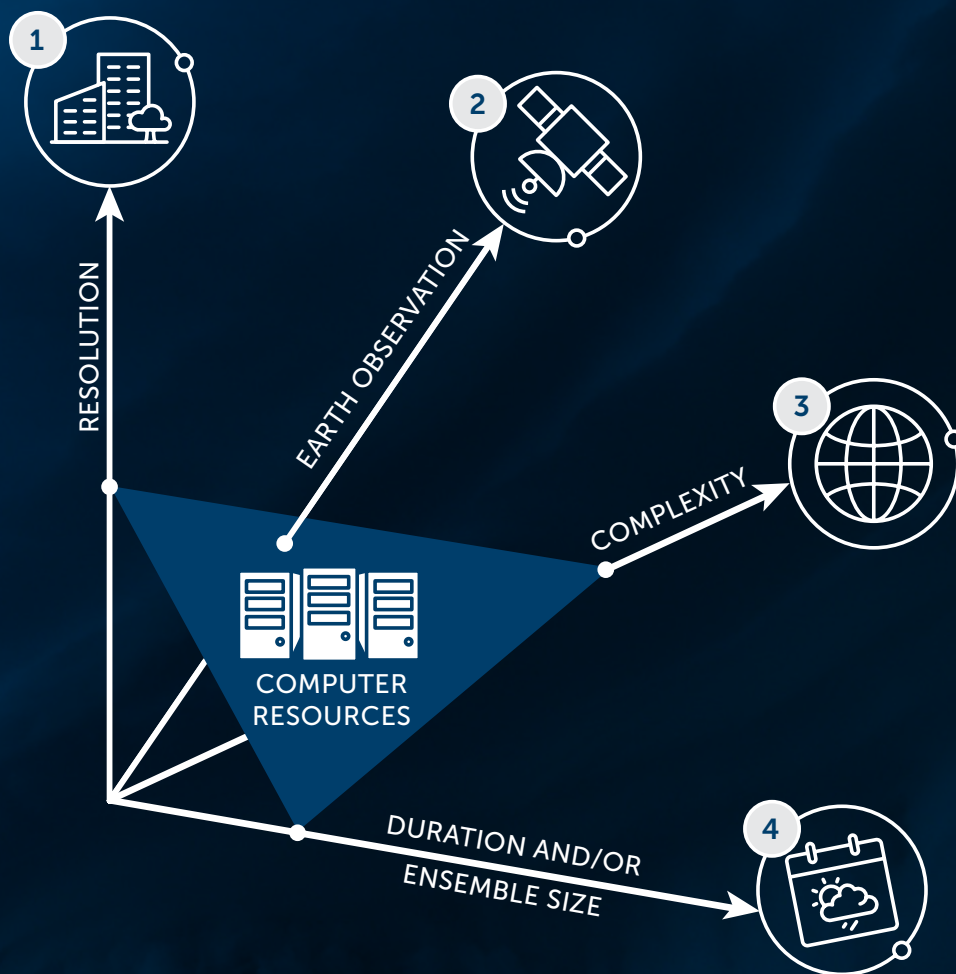 1
RESOLUTION
2
EARTH OBSERVATION
3
COMPLEXITY
COMPUTER
RESOURCES
4
DURATION AND/OR
ENSEMBLE SIZE